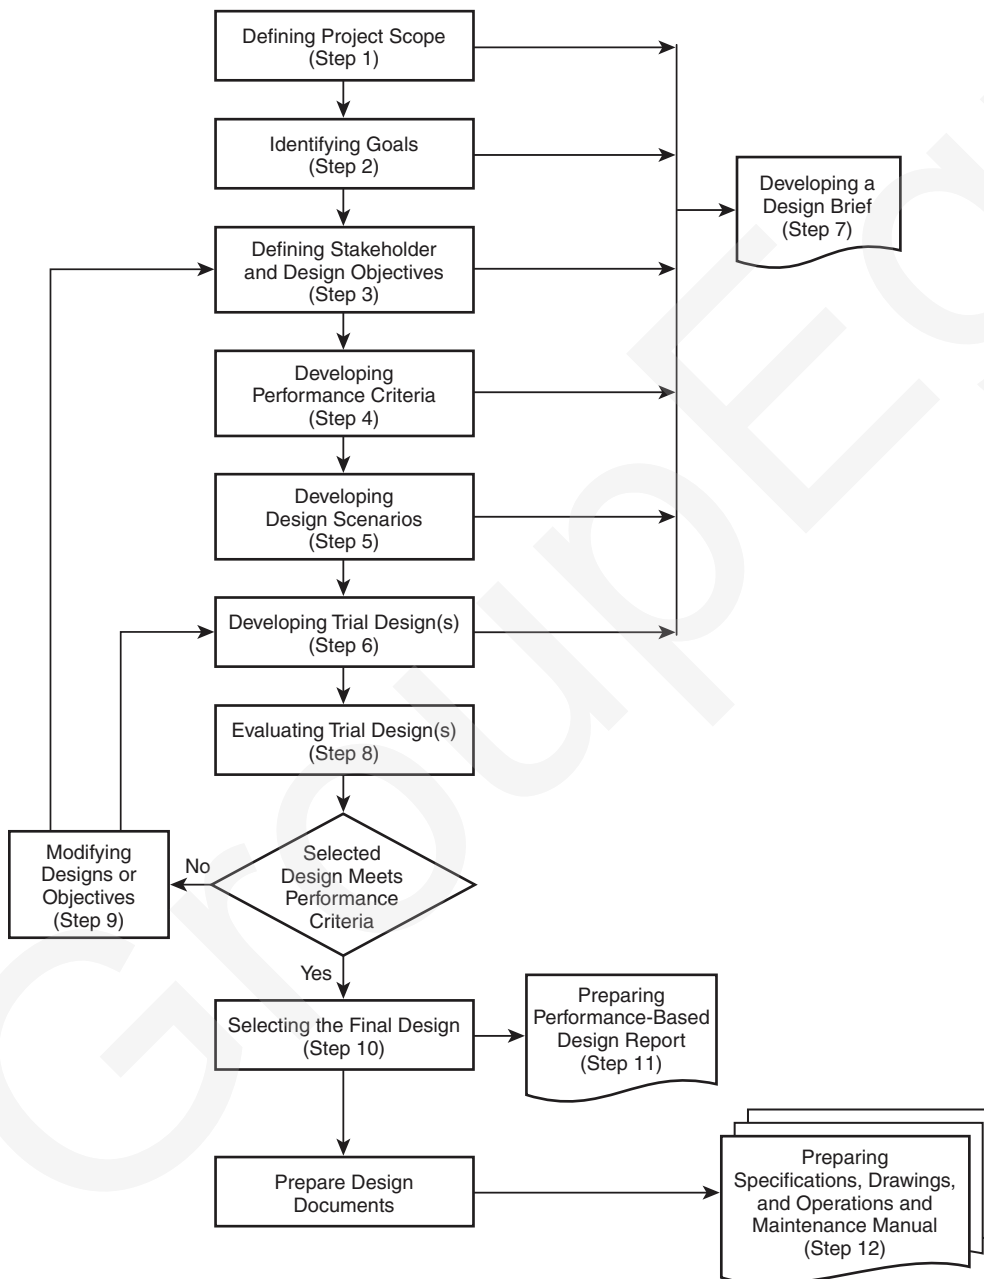 Defining Project Scope
(Step 1)
Identifying Goals
(Step 2)
Developing a
Design Brief
(Step 7)
Defining Stakeholder
and Design Objectives
(Step 3)
Developing
Performance Criteria
(Step 4)
Developing
Design Scenarios
(Step 5)
Developing Trial Design(s)
(Step 6)
Evaluating Trial Design(s)
(Step 8)
Modifying
Designs or
Objectives
(Step 9)
No
Selected
Design Meets
Performance
Criteria
Yes
Selecting the Final Design
(Step 10)
Preparing
Performance-Based
Design Report
(Step 11)
Prepare Design
Documents
Preparing
Specifications, Drawings,
and Operations and
Maintenance Manual
(Step 12)